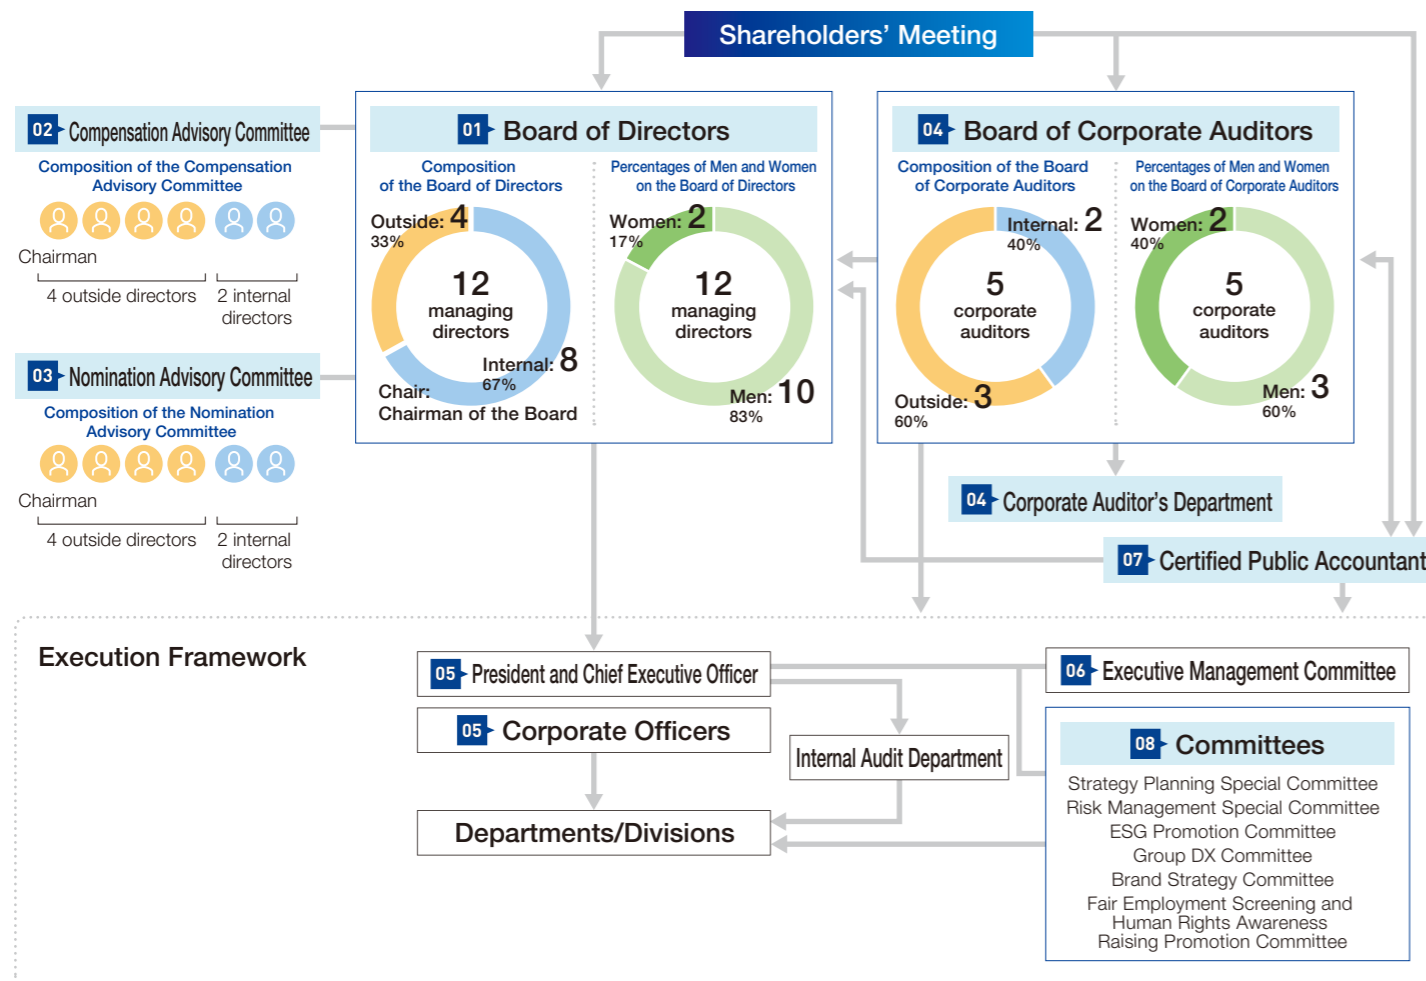 Shareholders' Meeting
02 Compensation Advisory Committee
Composition of the Compensation
Advisory Committee
Chairman
4 outside directors
2 internal
directors
03 Nomination Advisory Committee
Composition of the Nomination
Advisory Committee
Chairman
4 outside directors
2 internal
directors
01 Board of Directors
Composition
of the Board of Directors
Outside: 4
33%
12
managing
directors
Internal: 8
67%
Chair:
Chairman of the Board
Percentages of Men and Women
on the Board of Directors
Women: 2
17%
12
managing
directors
Men: 10
83%
04 Board of Corporate Auditors
Composition of the Board
of Corporate Auditors
Internal: 2
40%
5
corporate
auditors
Outside: 3
60%
Percentages of Men and Women
on the Board of Corporate Auditors
Women: 2
40%
5
corporate
auditors
Men: 3
60%
04 Corporate Auditor's Department
07 Certified Public Accountant
Execution Framework
05 President and Chief Executive Officer
05 Corporate Officers
Internal Audit Department
Departments/Divisions
06 Executive Management Committee
08 Committees
Strategy Planning Special Committee
Risk Management Special Committee
ESG Promotion Committee
Group DX Committee
Brand Strategy Committee
Fair Employment Screening and
Human Rights Awareness
Raising Promotion Committee